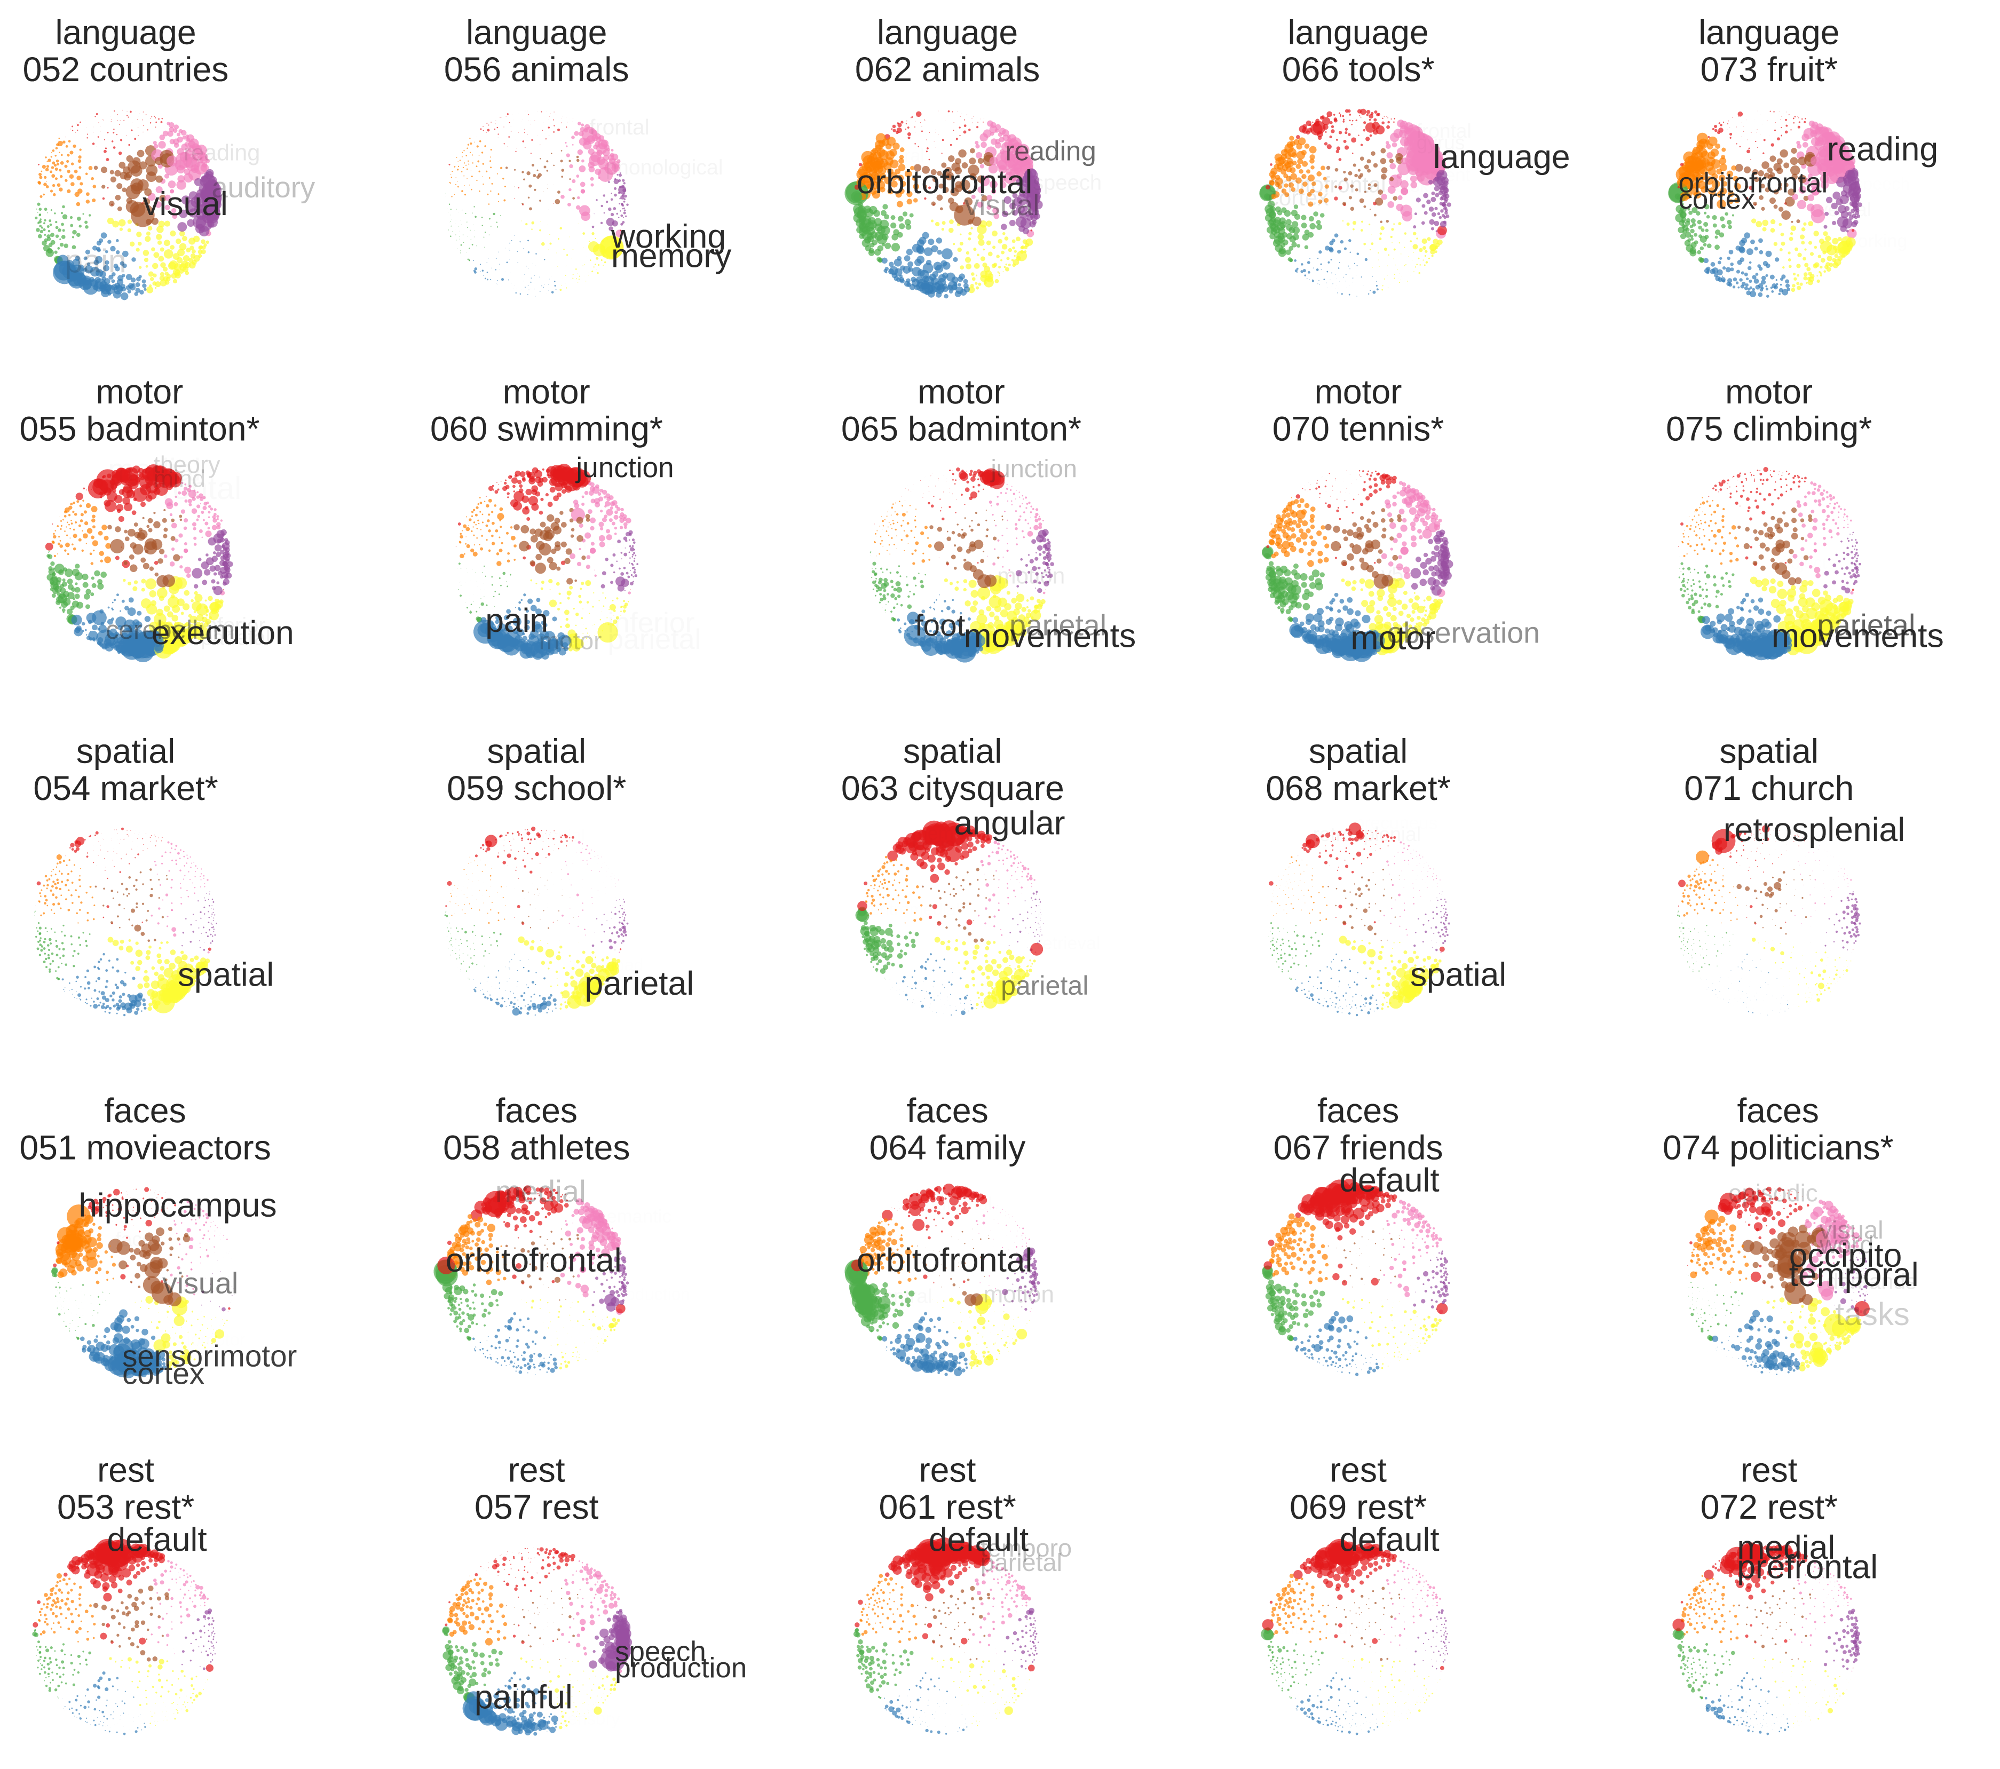 language
052 countries
reading
auditory
visual
pain
language
056 animals
frontal
phonological
working
memory
language
062 animals
reading
orbitofrontal
speech
visual
language
066 tools*
language
language
073 fruit*
reading
orbitofrontal
cortex
motor
055 badminton*
theory
mind
execution
motor
060 swimming*
junction
pain
motor
inferior
parietal
motor
065 badminton*
junction
motion
foot
parietal
movements
motor
070 tennis*
motor
observation
motor
075 climbing*
parietal
movements
spatial
054 market*
spatial
spatial
059 school*
parietal
spatial
063 citysquare
angular
parietal
spatial
068 market*
spatial
spatial
071 church
retrosplenial
faces
051 movieactors
hippocampus
visual
sensorimotor
cortex
faces
058 athletes
medial
orbitofrontal
faces
064 family
orbitofrontal
motion
faces
067 friends
default
faces
074 politicians*
episodic
visual
occipito
temporal
tasks
rest
053 rest*
default
rest
057 rest
speech
production
painful
rest
061 rest*
default
temporo
parietal
rest
069 rest*
default
rest
072 rest*
medial
prefrontal